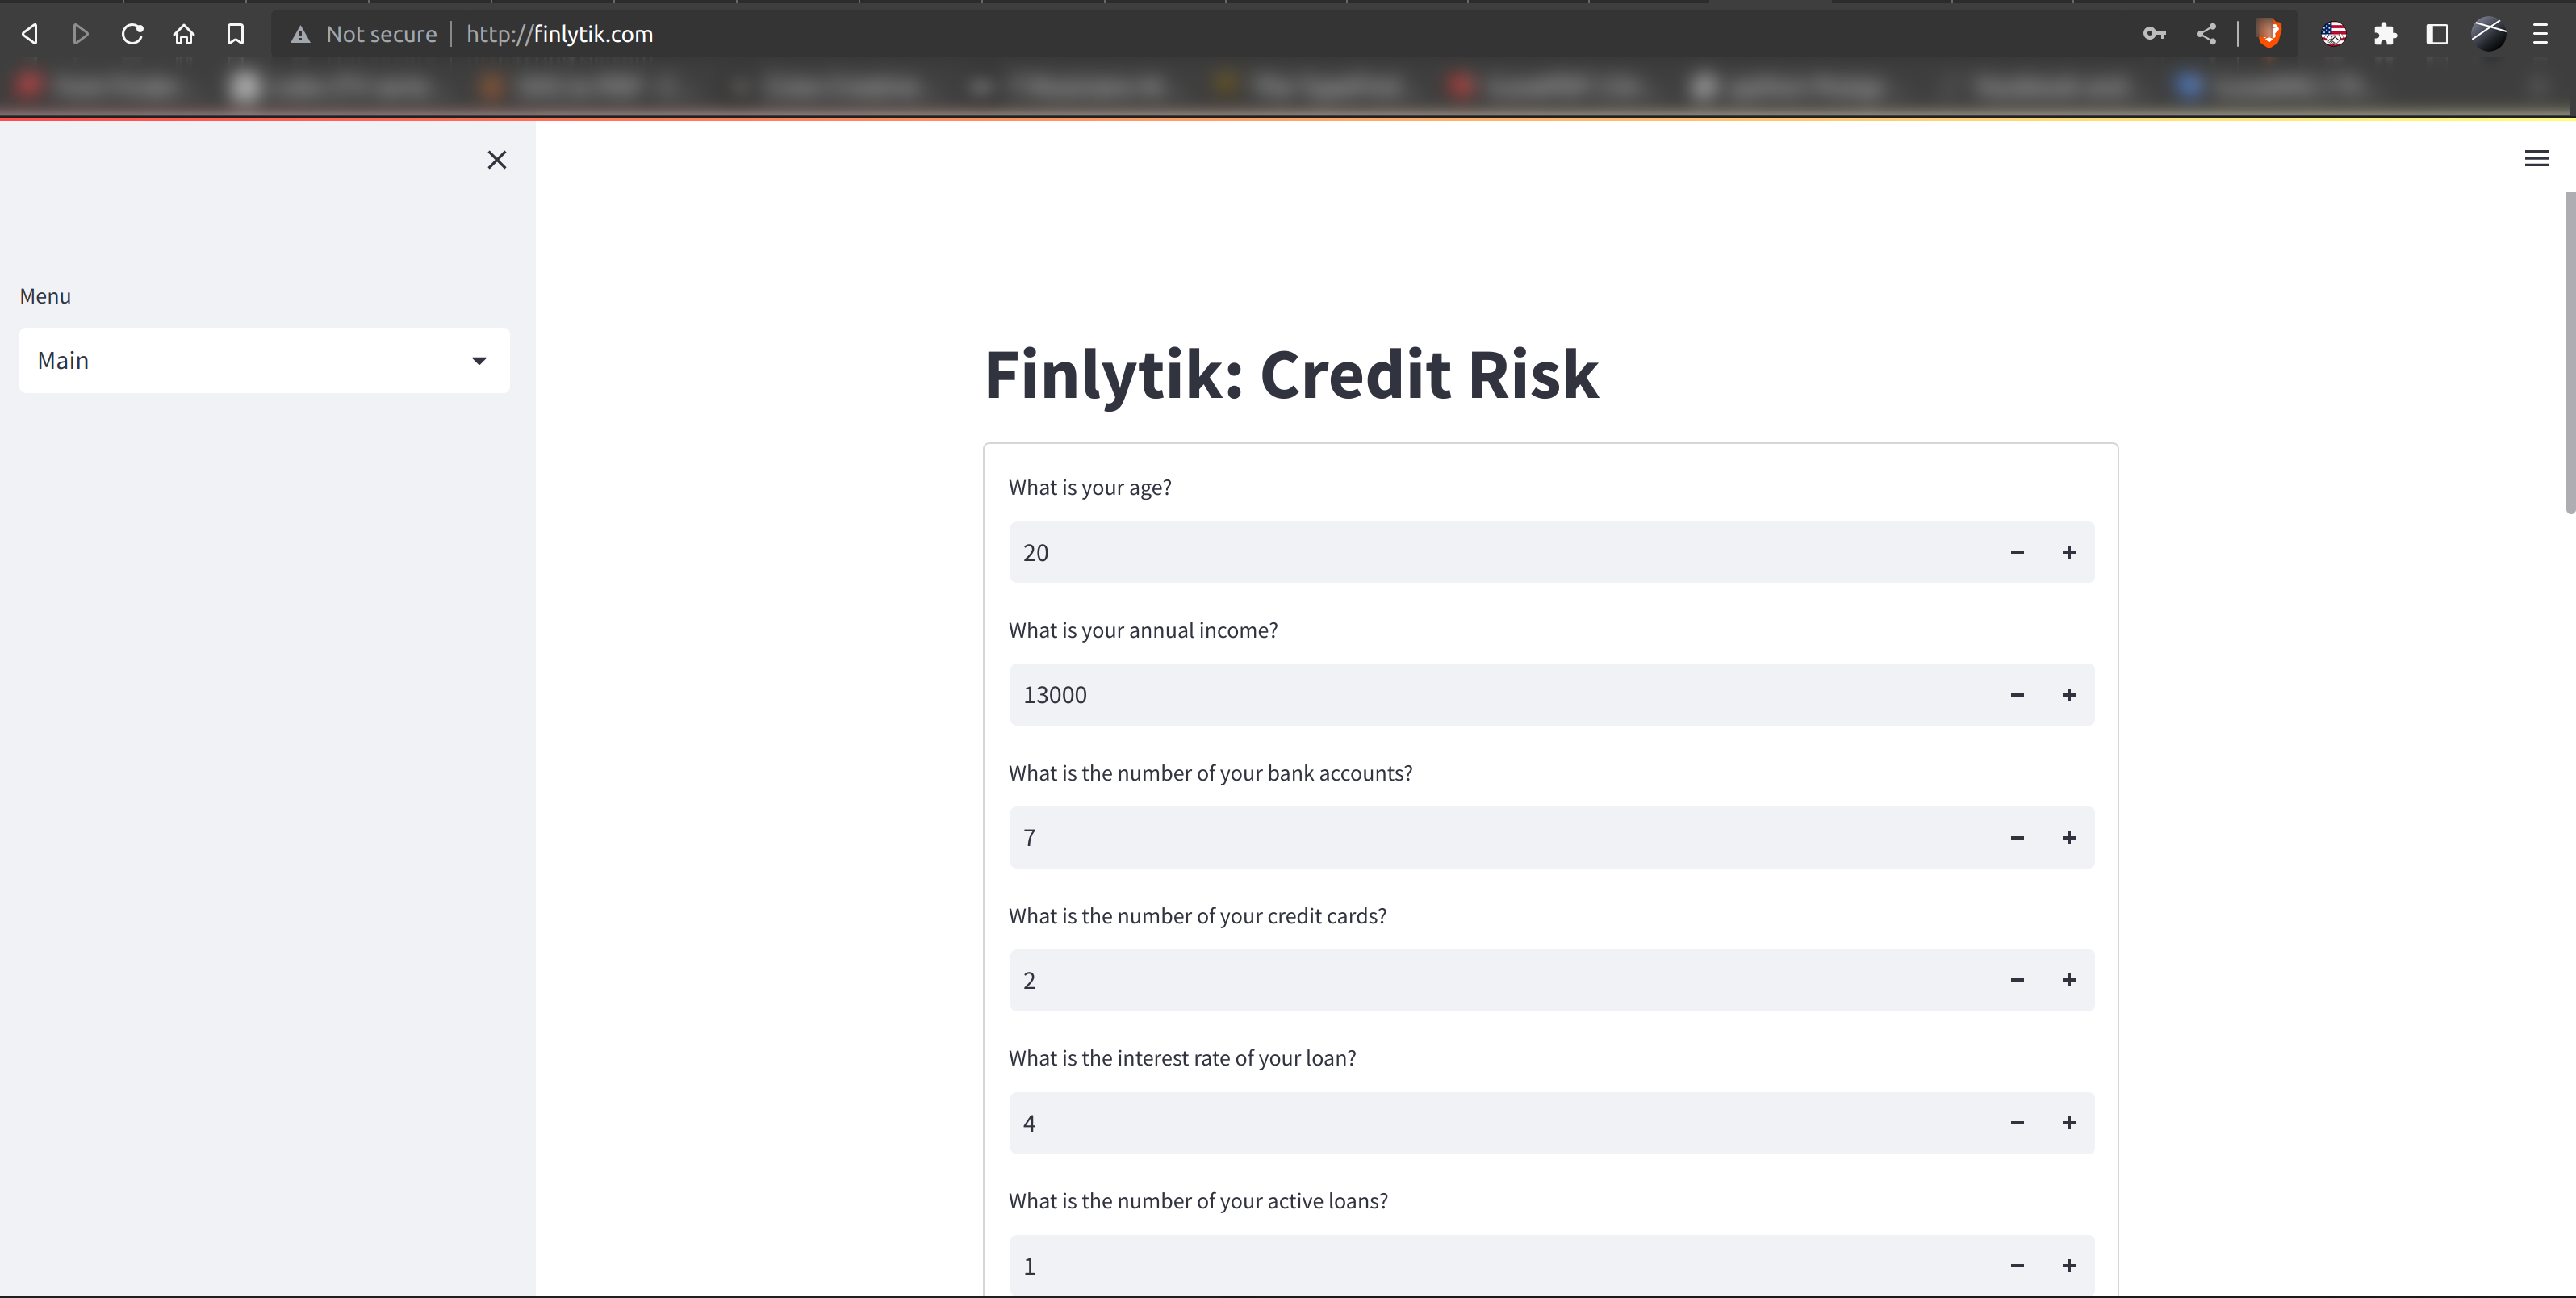 Not secure | http://finlytik.com
Menu
Main
Finlytik: Credit Risk
What is your age?
20
What is your annual income?
13000
What is the number of your bank accounts?
7
What is the number of your credit cards?
2
What is the interest rate of your loan?
4
What is the number of your active loans?
1